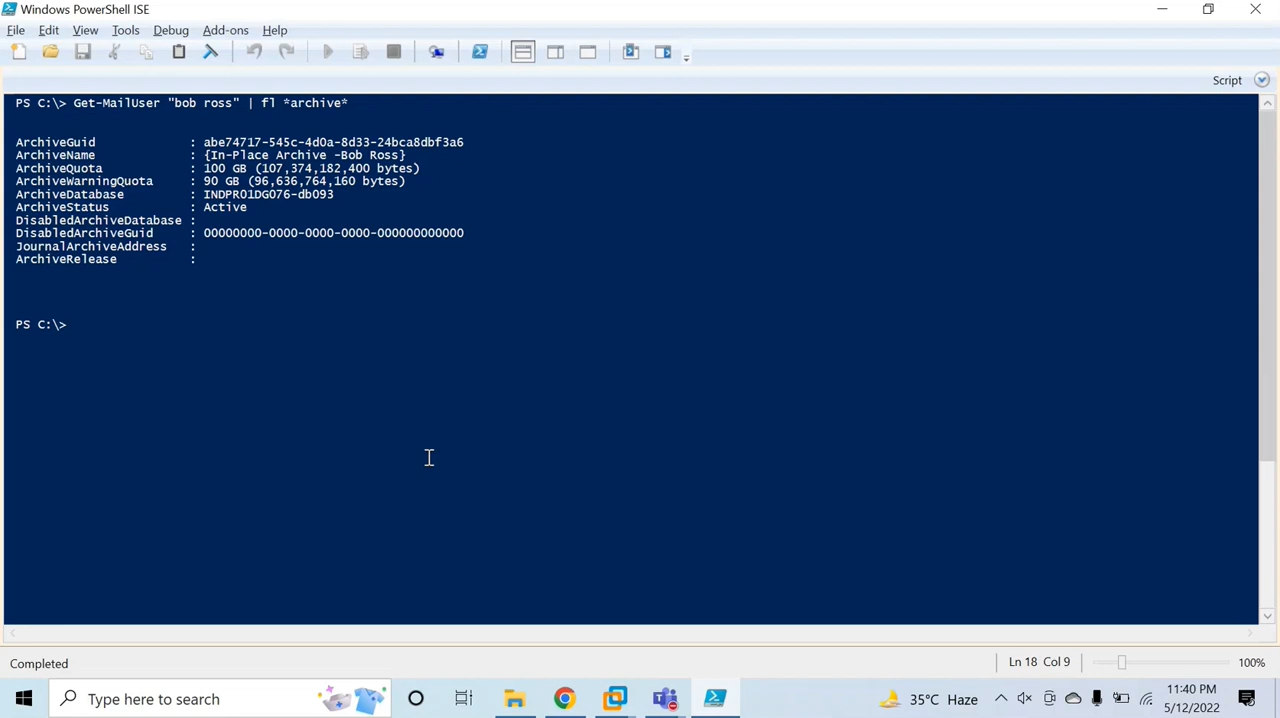 Windows PowerShell ISE
File Edit View Tools Debug Add-ons Help
Script
PS C:\> Get-MailUser "bob ross" | fl *archive*
ArchiveGuid : abe74717-545c-4d0a-8d33-24bca8dbf3a6
ArchiveName : {In-Place Archive -Bob Ross}
ArchiveQuota : 100 GB (107,374,182,400 bytes)
ArchiveWarningQuota : 90 GB (96,636,764,160 bytes)
ArchiveDatabase : INDPR01DG076-db093
ArchiveStatus : Active
DisabledArchiveDatabase :
DisabledArchiveGuid : 00000000-0000-0000-0000-000000000000
JournalArchiveAddress :
ArchiveRelease :
PS C:\>
Completed Ln 18 Col 9 100%
Type here to search 35°C Haze 11:40 PM
5/12/2022